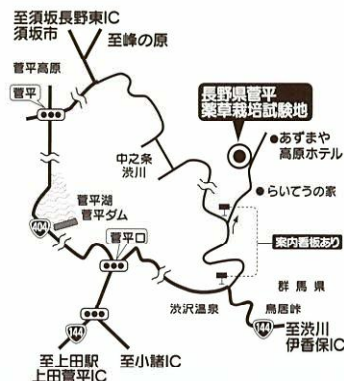 至須坂長野東IC
須坂市
至峰の原
菅平高原
菅平
長野県菅平
薬草栽培試験地
あずまや
高原ホテル
中之条
渋川
らいてうの家
菅平湖
菅平ダム
406
菅平口
案内看板あり
群馬県
渋沢温泉
鳥居峠
144
至渋川
伊香保IC
144
至上田駅
上田菅平IC
至小諸IC